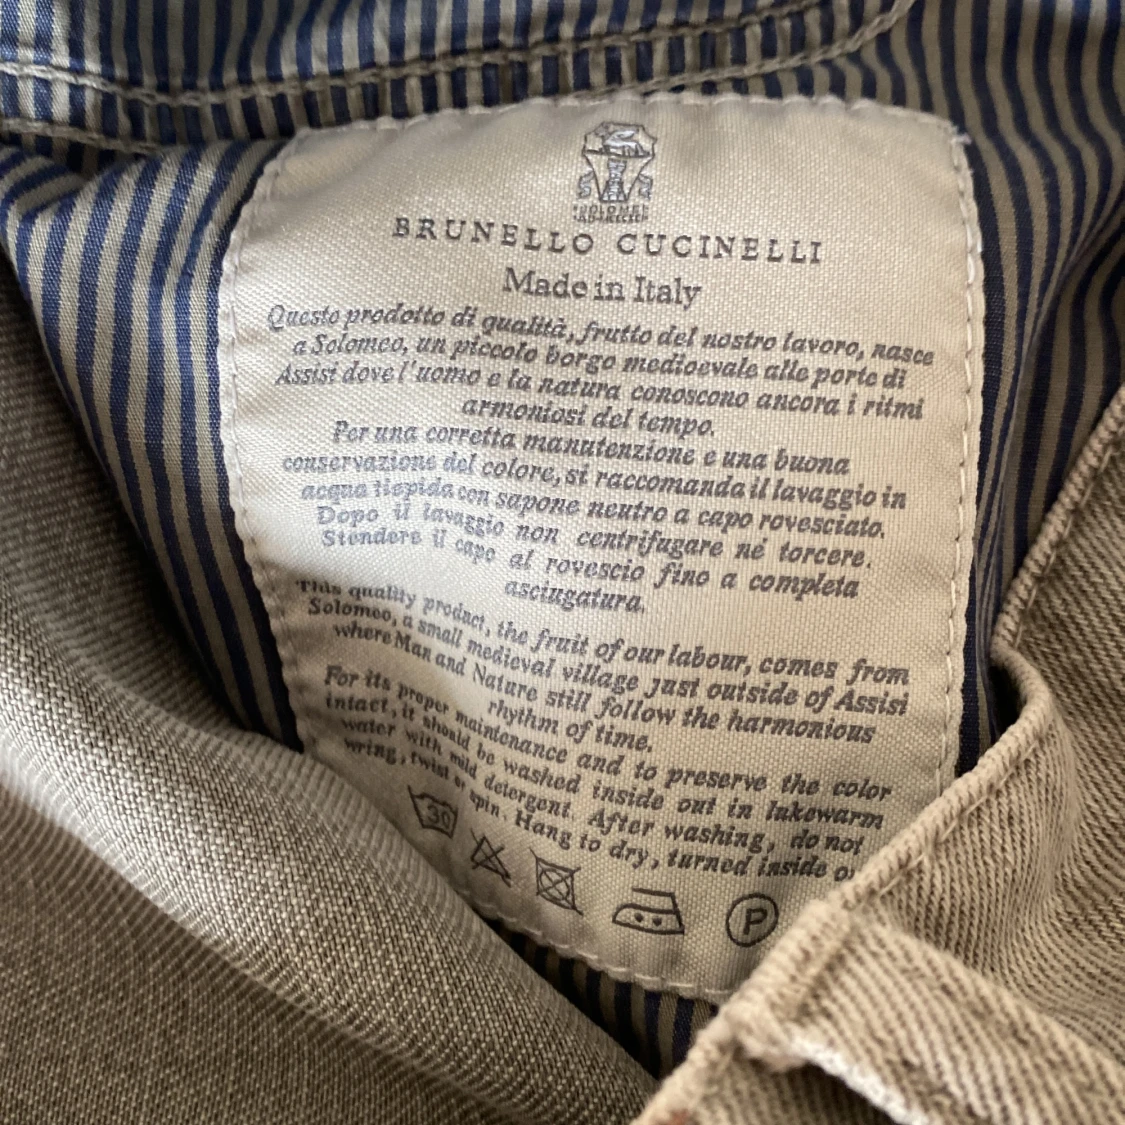 SOLOMEO
BRUNELLO CUCINELLI
Made in Italy
Questo prodotto di qualità, frutto del nostro lavoro, nasce
a Solomeo, un piccolo borgo medioevale alle porte di
Assisi dove l'uomo e la natura conoscono ancora i ritmi
armoniosi del tempo.
Per una corretta manutenzione e una buona
conservazione del colore, si raccomanda il lavaggio in
acqua tiepida con sapone neutro a capo rovesciato.
Dopo il lavaggio non centrifugare né torcere.
Stendere il capo al rovescio fino a completa
asciugatura.
This quality product, the fruit of our labour, comes from
Solomeo, a small medieval village just outside of Assisi
where Man and Nature still follow the harmonious
rhythm of time.
For its proper maintenance and to preserve the color
intact, it should be washed inside out in lukewarm
water with mild detergent. After washing, do not
wring, twist or spin. Hang to dry, turned inside
30
P